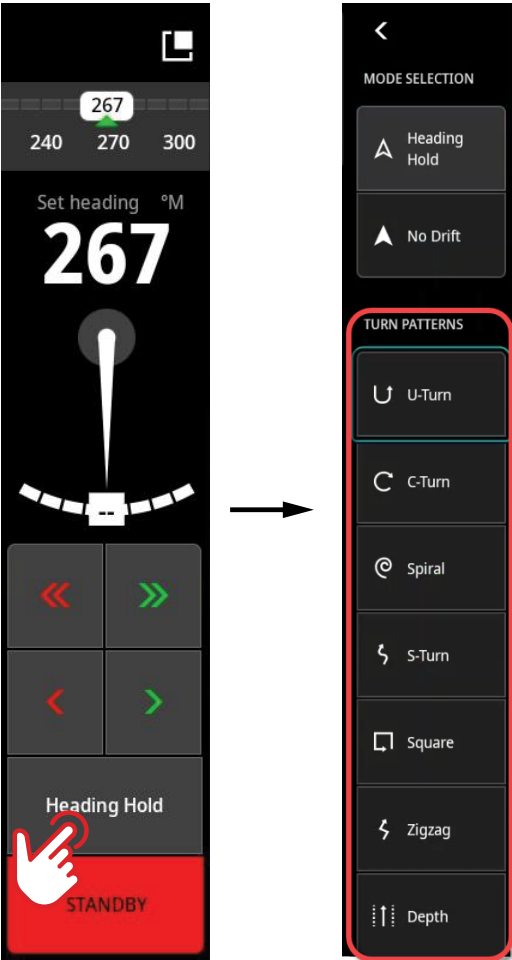 267
240 270 300
Set heading °M
267
--
Heading Hold
STANDBY
MODE SELECTION
Heading
Hold
No Drift
TURN PATTERNS
U-Turn
C-Turn
Spiral
S-Turn
Square
Zigzag
Depth